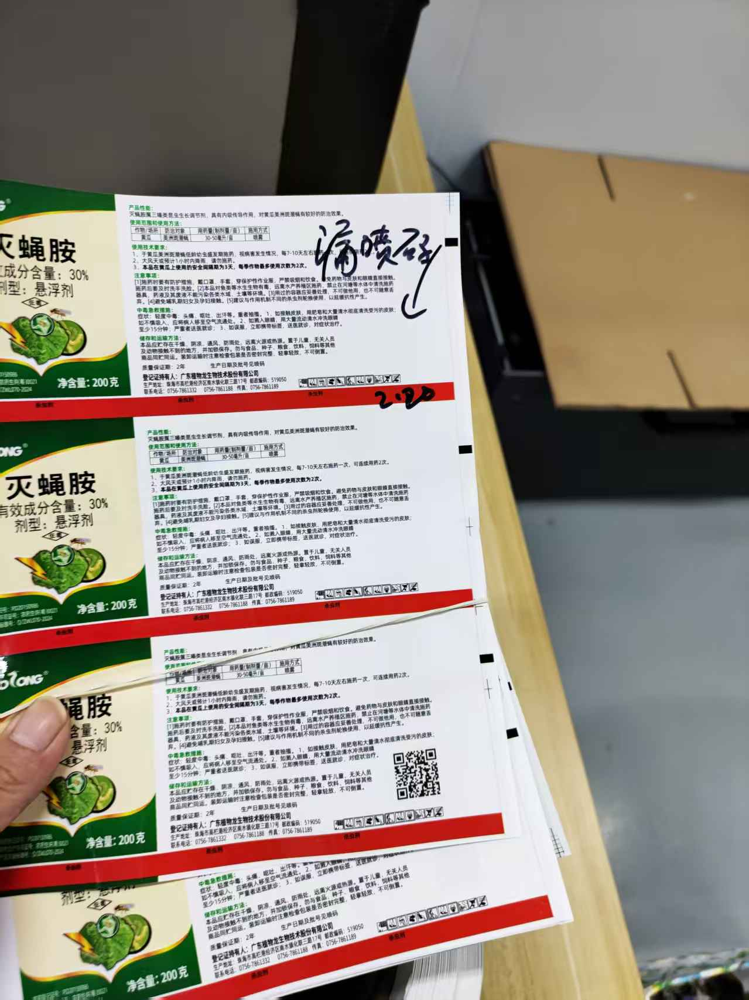 灭蝇胺
成分含量：30%
剂型：悬浮剂
低毒
净含量：200克
产品性能：
灭蝇胺属三嗪类昆虫生长调节剂，具有内吸传导作用，对黄瓜美洲斑潜蝇有较好的防治效果。
使用范围和使用方法：
作物/场所 防治对象 用药量(制剂量/亩) 施用方式
黄瓜 美洲斑潜蝇 30-50毫升/亩 喷雾
使用技术要求：
1、于黄瓜美洲斑潜蝇低龄幼虫盛发期施药，视病害发生情况，每7-10天左右
2、大风天或预计1小时内降雨，请勿施药。
3、本品在黄瓜上使用的安全间隔期为3天，每季作物最多使用次数为2次。
漏喷码
注意事项：
[1]施药时要有防护措施，戴口罩、手套，穿保护性作业服，严禁吸烟和饮食。避免药物与皮肤和眼睛直接接触。
施药后要及时洗手洗脸。[2]本品对鱼类等水生生物有毒，远离水产养殖区施药，禁止在河塘等水体中清洗施药
器具，药液及其废液不能污染各类水域、土壤等环境。[3]用过的容器应妥善处理，不可做他用，也不可随意丢
弃。[4]避免哺乳期妇女及孕妇接触。[5]建议与作用机制不同的杀虫剂轮换使用，以延缓抗性产生。
中毒急救措施：
症状：轻度中毒：头痛、呕吐、出汗等。重者抽搐。1、如接触皮肤，用肥皂和大量清水彻底清洗受污的皮肤；
如不慎吸入，应将病人移至空气流通处。2、如溅入眼睛，用大量流动清水冲洗眼睛
至少15分钟；严重者送医就诊；3、如误服，立即携带标签，送医就诊，对症状治疗。
储存和运输方法：
本品应贮存在干燥、阴凉、通风、防雨处，远离火源或热源。置于儿童，无关人员
及动物接触不到的地方，并加锁保存。勿与食品、种子、粮食、饮料、饲料等其他
商品同贮同运。装卸运输时注意检查包装是否密封完整，轻拿轻放，不可倒置。
质量保证期：2年 生产日期及批号见喷码
登记证持有人：广东植物龙生物技术股份有限公司
生产地址：珠海市高栏港经济区南水镇化联三路17号 邮政编码：519050
联系电话：0756-7861332 0756-7861188 传真：0756-7861189
杀虫剂 杀虫剂 杀虫剂
2.20
ONG®
灭蝇胺
有效成分含量：30%
剂型：悬浮剂
低毒
净含量：200克
产品性能：
灭蝇胺属三嗪类昆虫生长调节剂，具有内吸传导作用，对黄瓜美洲斑潜蝇有较好的防治效果。
使用范围和使用方法：
作物/场所 防治对象 用药量(制剂量/亩) 施用方式
黄瓜 美洲斑潜蝇 30-50毫升/亩 喷雾
使用技术要求：
1、于黄瓜美洲斑潜蝇低龄幼虫盛发期施药，视病害发生情况，每7-10天左右施药一次，可连续用药2次。
2、大风天或预计1小时内降雨，请勿施药。
3、本品在黄瓜上使用的安全间隔期为3天，每季作物最多使用次数为2次。
注意事项：
[1]施药时要有防护措施，戴口罩、手套，穿保护性作业服，严禁吸烟和饮食。避免药物与皮肤和眼睛直接接触。
施药后要及时洗手洗脸。[2]本品对鱼类等水生生物有毒，远离水产养殖区施药，禁止在河塘等水体中清洗施药
器具，药液及其废液不能污染各类水域、土壤等环境。[3]用过的容器应妥善处理，不可做他用，也不可随意丢
弃。[4]避免哺乳期妇女及孕妇接触。[5]建议与作用机制不同的杀虫剂轮换使用，以延缓抗性产生。
中毒急救措施：
症状：轻度中毒：头痛、呕吐、出汗等。重者抽搐。1、如接触皮肤，用肥皂和大量清水彻底清洗受污的皮肤；
如不慎吸入，应将病人移至空气流通处。2、如溅入眼睛，用大量流动清水冲洗眼睛
至少15分钟；严重者送医就诊；3、如误服，立即携带标签，送医就诊，对症状治疗。
储存和运输方法：
本品应贮存在干燥、阴凉、通风、防雨处，远离火源或热源。置于儿童，无关人员
及动物接触不到的地方，并加锁保存。勿与食品、种子、粮食、饮料、饲料等其他
商品同贮同运。装卸运输时注意检查包装是否密封完整，轻拿轻放，不可倒置。
质量保证期：2年 生产日期及批号见喷码
登记证持有人：广东植物龙生物技术股份有限公司
生产地址：珠海市高栏港经济区南水镇化联三路17号 邮政编码：519050
联系电话：0756-7861332 0756-7861188 传真：0756-7861189
杀虫剂 杀虫剂 杀虫剂
ONG®
蝇胺
含量：30%
悬浮剂
低毒
净含量：200克
产品性能：
灭蝇胺属三嗪类昆虫生长调节剂，对黄瓜美洲斑潜蝇有较好的防治效果。
作物/场所 防治对象 用药量(制剂量/亩) 施用方式
黄瓜 美洲斑潜蝇 30-50毫升/亩 喷雾
使用技术要求：
1、于黄瓜美洲斑潜蝇低龄幼虫盛发期施药，视病害发生情况，每7-10天左右施药一次，可连续用药2次。
2、大风天或预计1小时内降雨，请勿施药。
3、本品在黄瓜上使用的安全间隔期为3天，每季作物最多使用次数为2次。
注意事项：
[1]施药时要有防护措施，戴口罩、手套，穿保护性作业服，严禁吸烟和饮食。避免药物与皮肤和眼睛直接接触。
施药后要及时洗手洗脸。[2]本品对鱼类等水生生物有毒，远离水产养殖区施药，禁止在河塘等水体中清洗施药
器具，药液及其废液不能污染各类水域、土壤等环境。[3]用过的容器应妥善处理，不可做他用，也不可随意丢
弃。[4]避免哺乳期妇女及孕妇接触。[5]建议与作用机制不同的杀虫剂轮换使用，以延缓抗性产生。
中毒急救措施：
症状：轻度中毒：头痛、呕吐、出汗等。重者抽搐。1、如接触皮肤，用肥皂和大量清水彻底清洗受污的皮肤；
如不慎吸入，应将病人移至空气流通处。2、如溅入眼睛，用大量流动清水冲洗眼睛
至少15分钟；严重者送医就诊；3、如误服，立即携带标签，送医就诊，对症状治疗。
储存和运输方法：
本品应贮存在干燥、阴凉、通风、防雨处，远离火源或热源。置于儿童，无关人员
及动物接触不到的地方，并加锁保存。勿与食品、种子、粮食、饮料、饲料等其他
商品同贮同运。装卸运输时注意检查包装是否密封完整，轻拿轻放，不可倒置。
质量保证期：2年 生产日期及批号见喷码
登记证持有人：广东植物龙生物技术股份有限公司
生产地址：珠海市高栏港经济区南水镇化联三路17号 邮政编码：519050
联系电话：0756-7861332 0756-7861188 传真：0756-7861189
杀虫剂 杀虫剂 杀虫剂
剂型：悬浮剂
低毒
净含量：200克
中毒急救措施：
症状：轻度中毒：头痛、呕吐、出汗等。
如不慎吸入，应将病人移至空气流通处。2、如溅入眼睛，
至少15分钟；严重者送医就诊；3、如误服，立即携带标签，送医就诊，对症状治疗。
储存和运输方法：
本品应贮存在干燥、阴凉、通风、防雨处，远离火源或热源。置于儿童，无关人员
及动物接触不到的地方，并加锁保存。勿与食品、种子、粮食、饮料、饲料等其他
商品同贮同运。装卸运输时注意检查包装是否密封完整，轻拿轻放，不可倒置。
质量保证期：2年 生产日期及批号见喷码
登记证持有人：广东植物龙生物技术股份有限公司
生产地址：珠海市高栏港经济区南水镇化联三路17号 邮政编码：519050
联系电话：0756-7861332 0756-7861188 传真：0756-7861189
杀虫剂 杀虫剂